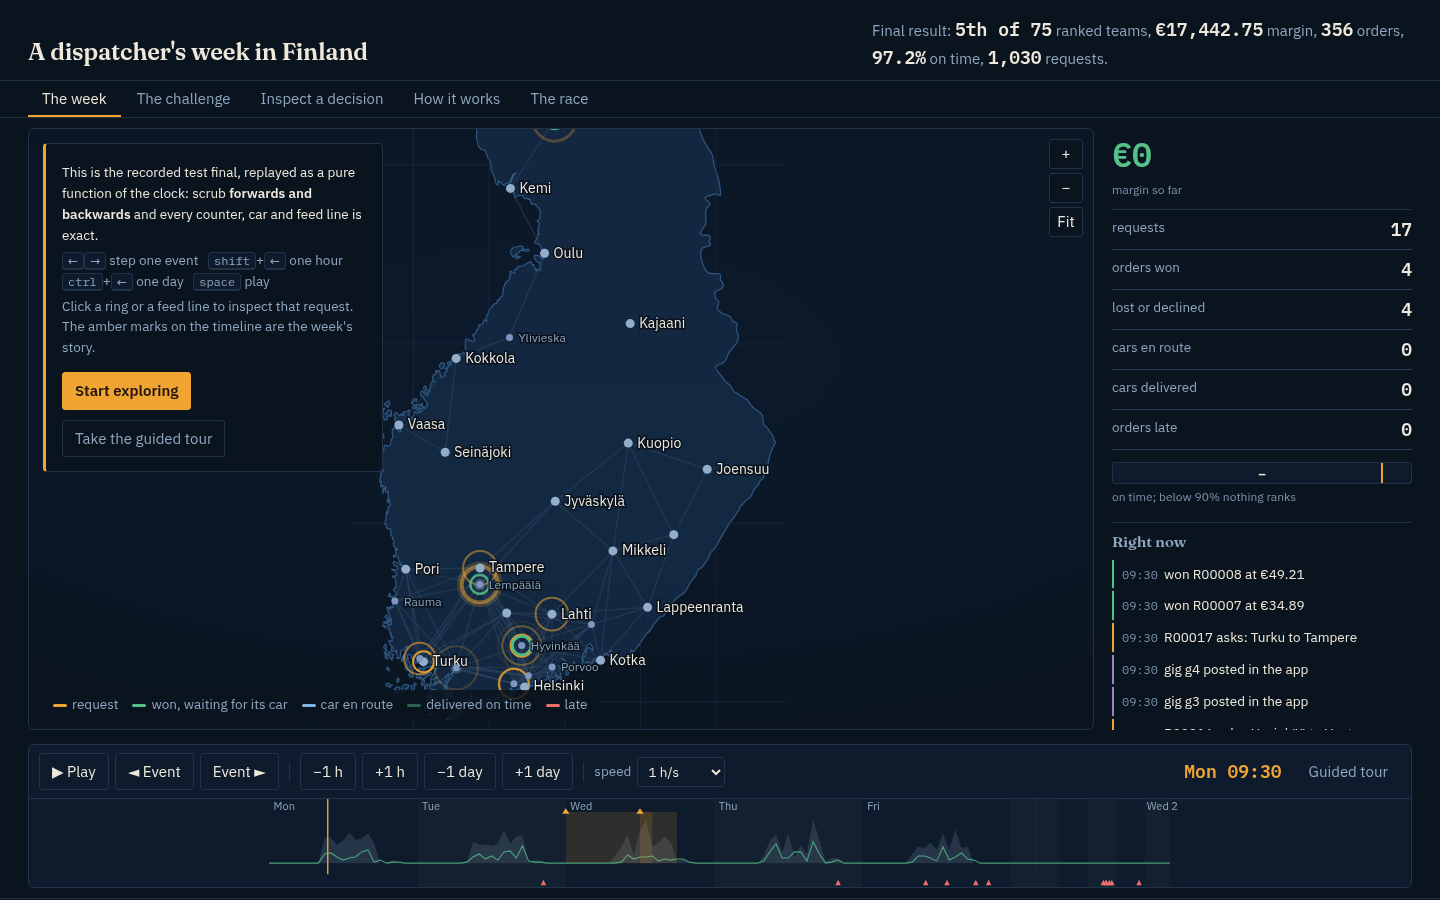 A dispatcher's week in Finland
Final result: 5th of 75 ranked teams, €17,442.75 margin, 356 orders,
97.2% on time, 1,030 requests.
The week
The challenge
Inspect a decision
How it works
The race
This is the recorded test final, replayed as a pure
function of the clock: scrub forwards and
backwards and every counter, car and feed line is
exact.
← → step one event shift+← one hour
ctrl+← one day space play
Click a ring or a feed line to inspect that request.
The amber marks on the timeline are the week's
story.
Start exploring
Take the guided tour
+
−
Fit
Kemi
Oulu
Kajaani
Ylivieska
Kokkola
Vaasa
Seinäjoki
Kuopio
Joensuu
Jyväskylä
Mikkeli
Pori
Tampere
Lempäälä
Rauma
Lahti
Lappeenranta
Hyvinkää
Turku
Porvoo
Kotka
Helsinki
request
won, waiting for its car
car en route
delivered on time
late
€0
margin so far
requests 17
orders won 4
lost or declined 4
cars en route 0
cars delivered 0
orders late 0
–
on time; below 90% nothing ranks
Right now
09:30 won R00008 at €49.21
09:30 won R00007 at €34.89
09:30 R00017 asks: Turku to Tampere
09:30 gig g4 posted in the app
09:30 gig g3 posted in the app
▶ Play
◄ Event
Event ►
−1 h
+1 h
−1 day
+1 day
speed
1 h/s
Mon 09:30
Guided tour
Mon
Tue
Wed
Thu
Fri
Wed 2